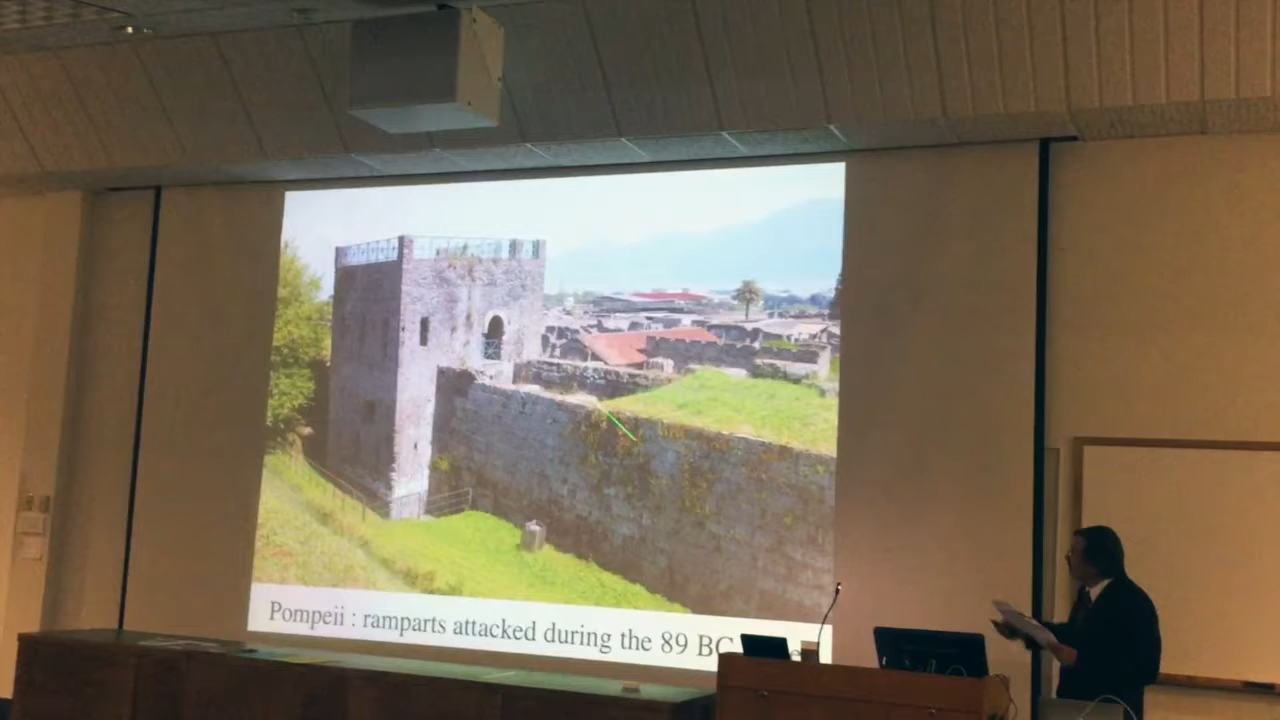 Pompeii : ramparts attacked during the 89 BC